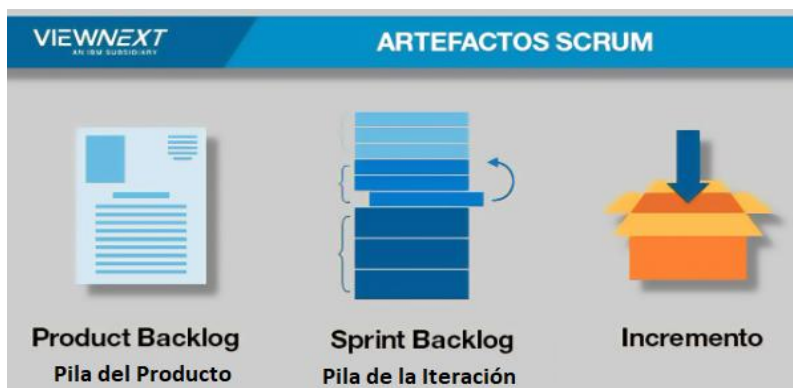 VIEWNEXT
AN IBM SUBSIDIARY
ARTEFACTOS SCRUM
Product Backlog
Pila del Producto
Sprint Backlog
Pila de la Iteración
Incremento